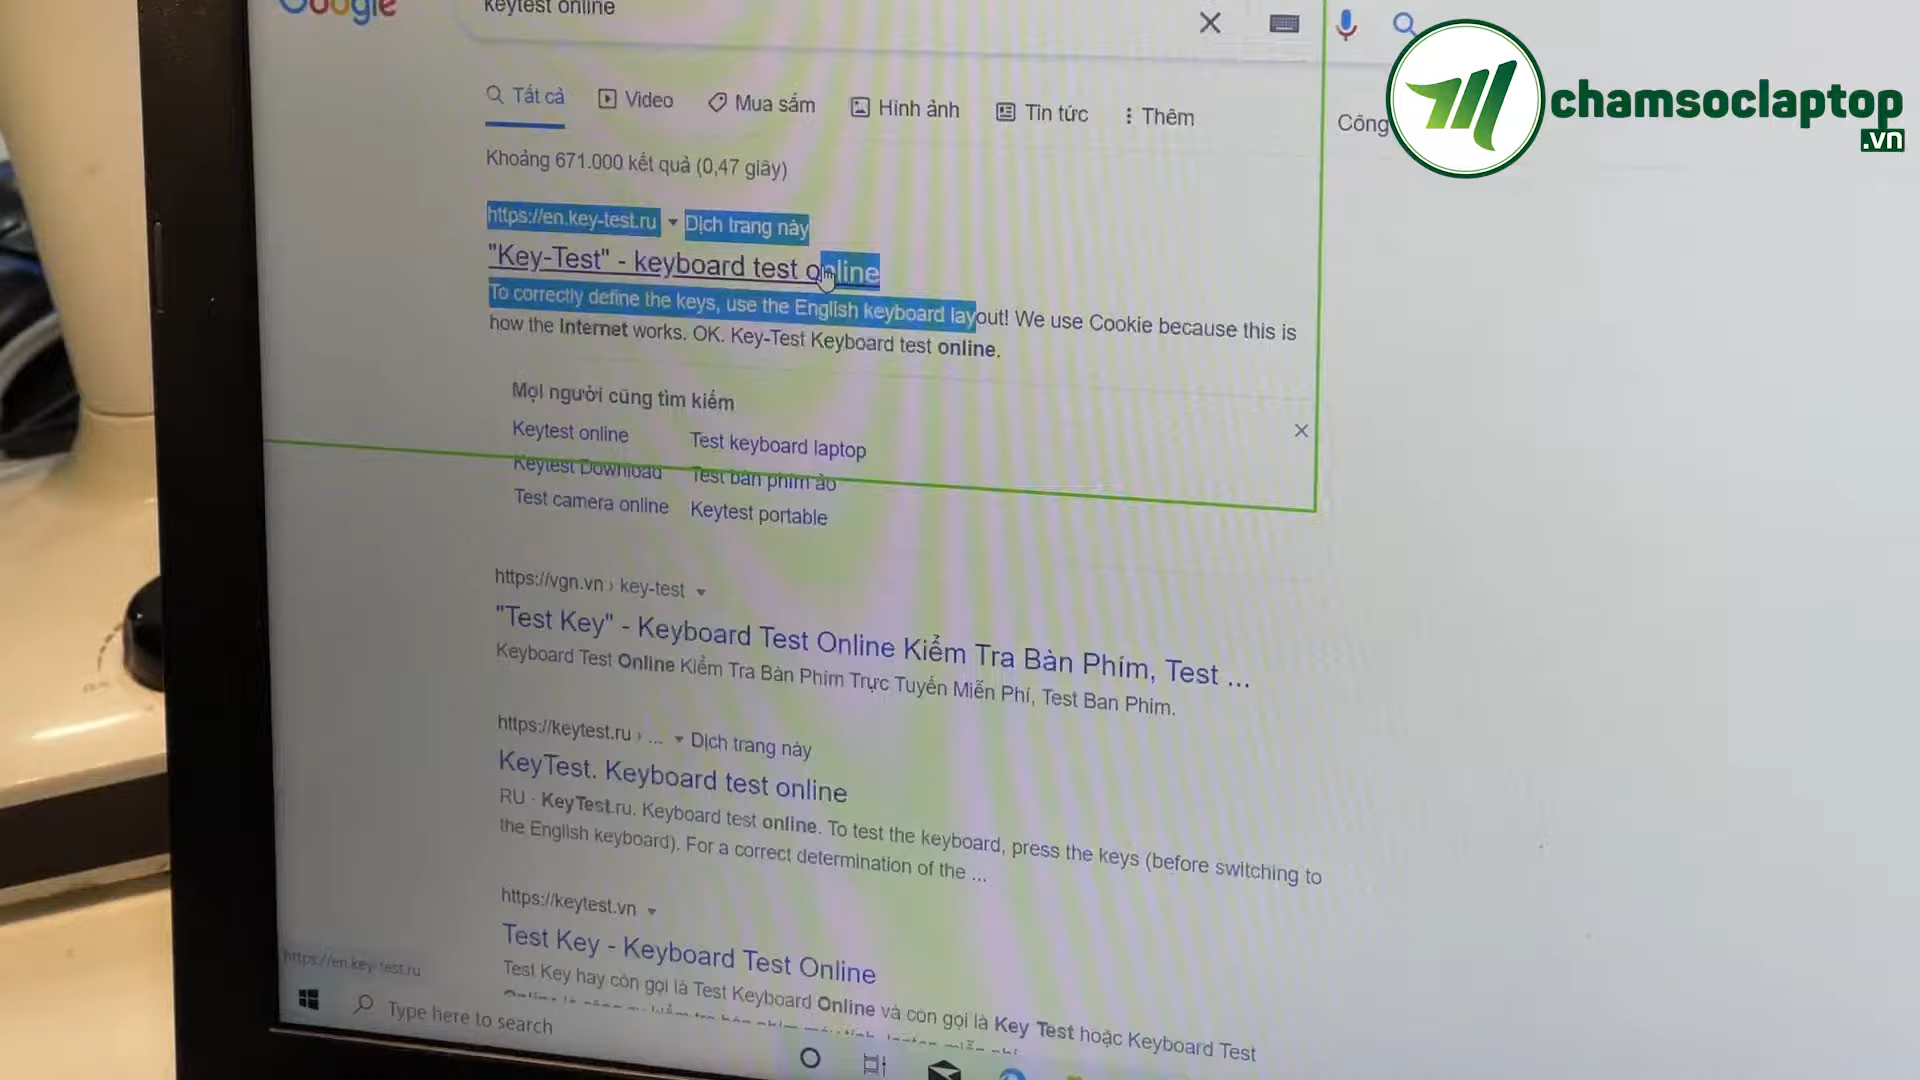 Google
keytest online
chamsoclaptop
.vn
Tất cả
Video
Mua sắm
Hình ảnh
Tin tức
Thêm
Công
Khoảng 671.000 kết quả (0,47 giây)
https://en.key-test.ru Dịch trang này
"Key-Test" - keyboard test online
To correctly define the keys, use the English keyboard layout! We use Cookie because this is
how the Internet works. OK. Key-Test Keyboard test online.
Mọi người cũng tìm kiếm
Keytest online
Test keyboard laptop
Keytest Download
Test bàn phím ảo
Test camera online
Keytest portable
https://vgn.vn › key-test
"Test Key" - Keyboard Test Online Kiểm Tra Bàn Phím, Test ...
Keyboard Test Online Kiểm Tra Bàn Phím Trực Tuyến Miễn Phí, Test Ban Phim.
https://keytest.ru › ... Dịch trang này
KeyTest. Keyboard test online
RU · KeyTest.ru. Keyboard test online. To test the keyboard, press the keys (before switching to
the English keyboard). For a correct determination of the ...
https://keytest.vn
Test Key - Keyboard Test Online
Test Key hay còn gọi là Test Keyboard Online và còn gọi là Key Test hoặc Keyboard Test
https://en.key-test.ru
Type here to search